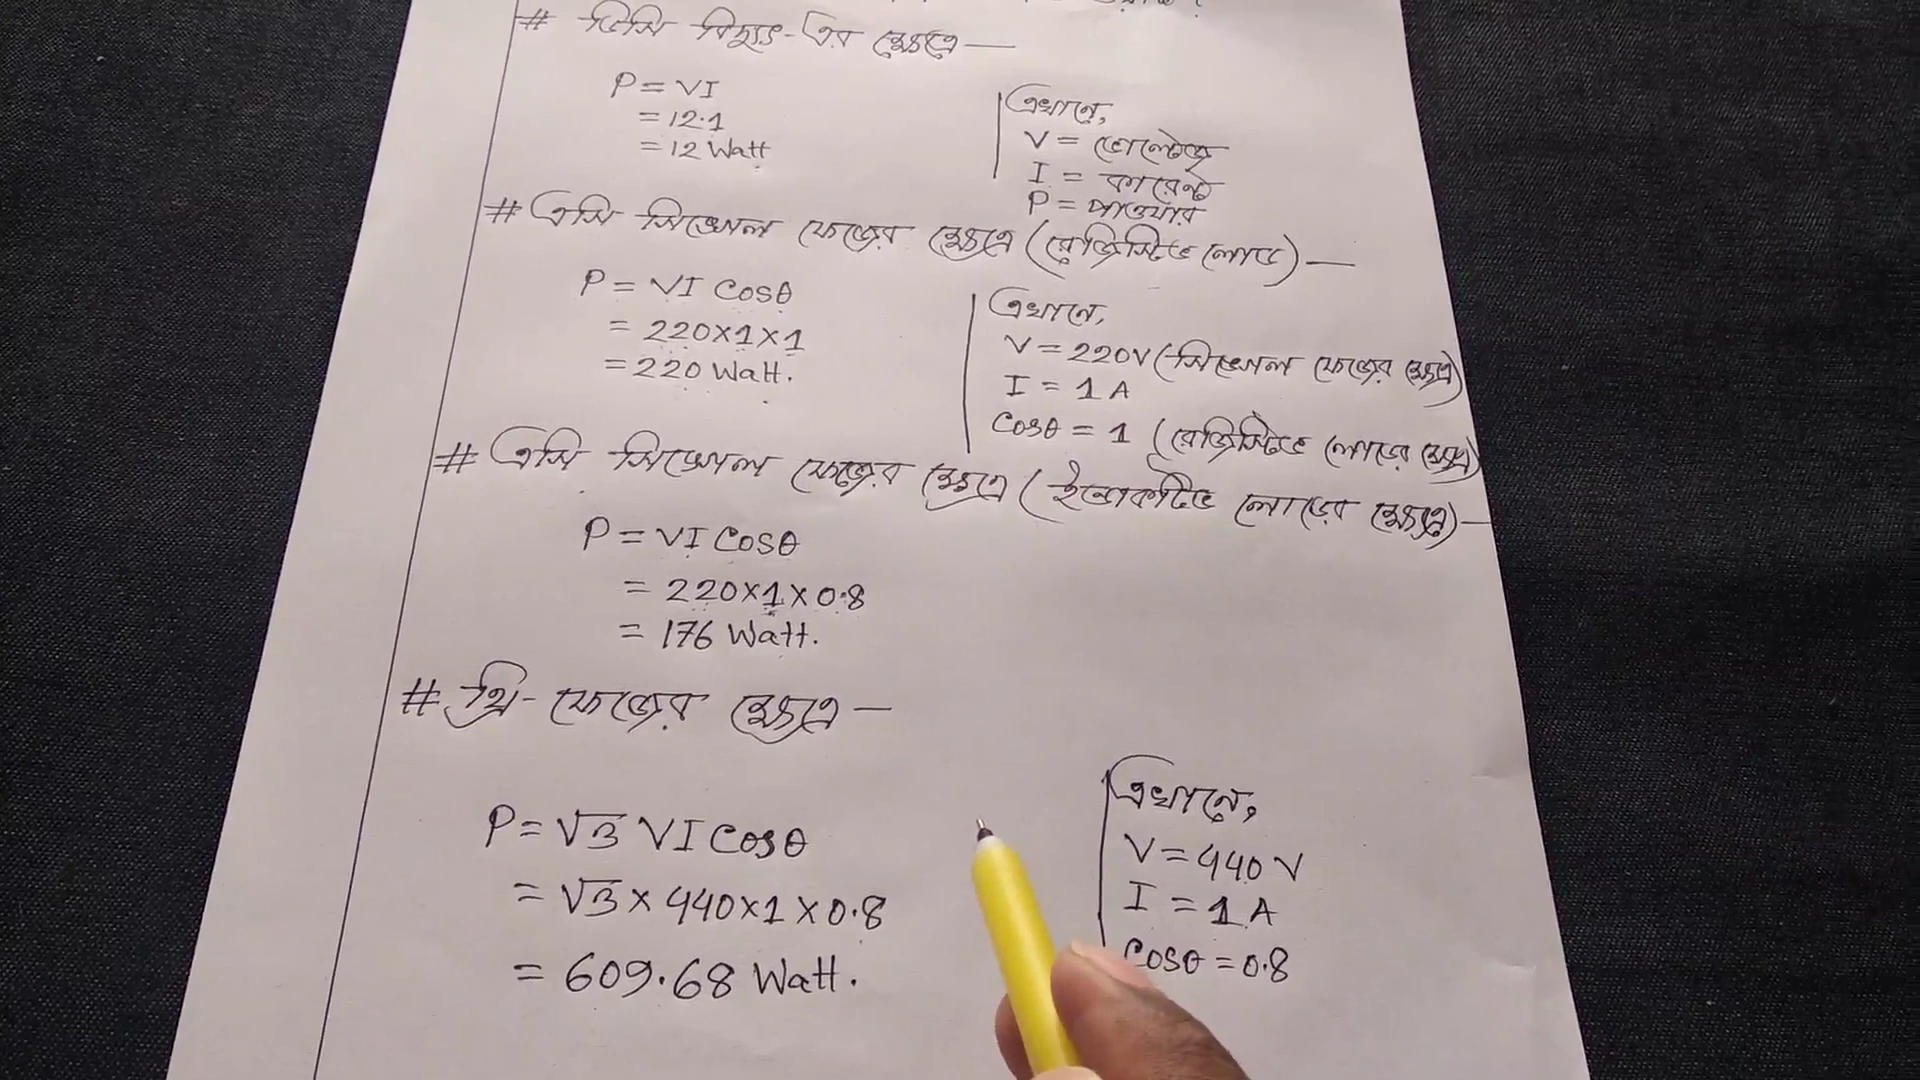 # ডিসি বিদ্যুৎ-এর ক্ষেত্রে —
P = VI
= 12.1
= 12 Watt
এখানে,
V = ভোল্টেজ
I = কারেন্ট
P = পাওয়ার
# এসি সিঙ্গেল ফেজের ক্ষেত্রে (রেজিস্টিভ লোড) —
P = VI Cosθ
= 220×1×1
= 220 Watt.
এখানে,
V = 220V (সিঙ্গেল ফেজের ক্ষেত্রে)
I = 1 A
Cosθ = 1 (রেজিস্টিভ লোডের ক্ষেত্রে)
# এসি সিঙ্গেল ফেজের ক্ষেত্রে (ইন্ডাকটিভ লোডের ক্ষেত্রে) —
P = VI Cosθ
= 220×1×0.8
= 176 Watt.
# থ্রি-ফেজের ক্ষেত্রে —
P = √3 VI Cosθ
= √3 × 440×1×0.8
= 609.68 Watt.
এখানে,
V = 440 V
I = 1 A
Cosθ = 0.8